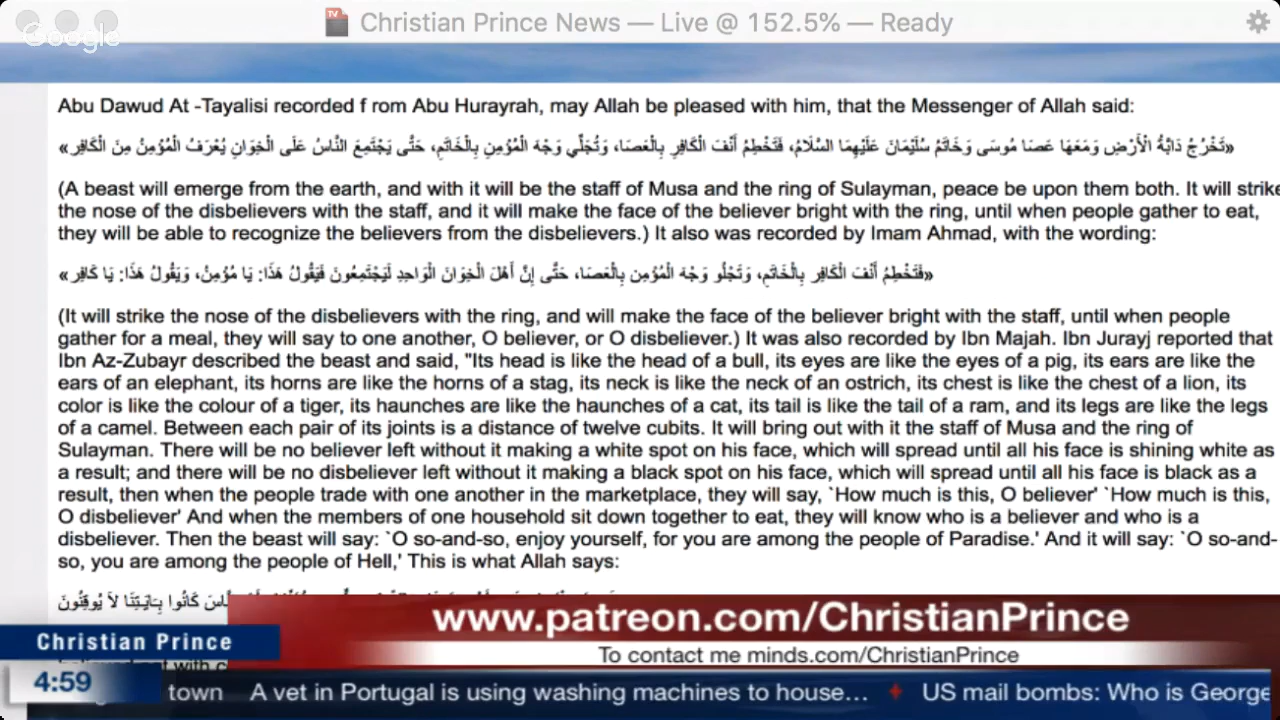 Christian Prince News — Live @ 152.5% — Ready
Google
Abu Dawud At -Tayalisi recorded f rom Abu Hurayrah, may Allah be pleased with him, that the Messenger of Allah said:
«تَخْرُجُ دَابَّةُ الْأَرْضِ وَمَعَهَا عَصَا مُوسَى وَخَاتَمُ سُلَيْمَانَ عَلَيْهِمَا السَّلَامُ، فَتَخْطِمُ أَنْفَ الْكَافِرِ بِالْعَصَا، وَتُجَلِّي وَجْهَ الْمُؤْمِنِ بِالْخَاتَمِ، حَتَّى يَجْتَمِعَ النَّاسُ عَلَى الْخِوَانِ يُعْرَفُ الْمُؤْمِنُ مِنَ الْكَافِرِ»
(A beast will emerge from the earth, and with it will be the staff of Musa and the ring of Sulayman, peace be upon them both. It will strike
the nose of the disbelievers with the staff, and it will make the face of the believer bright with the ring, until when people gather to eat,
they will be able to recognize the believers from the disbelievers.) It also was recorded by Imam Ahmad, with the wording:
«فَتَخْطِمُ أَنْفَ الْكَافِرِ بِالْخَاتَمِ، وَتَجْلُو وَجْهَ الْمُؤْمِنِ بِالْعَصَا، حَتَّى إِنَّ أَهْلَ الْخِوَانِ الْوَاحِدِ لَيَجْتَمِعُونَ فَيَقُولُ هَذَا: يَا مُؤْمِنُ، وَيَقُولُ هَذَا: يَا كَافِر»
(It will strike the nose of the disbelievers with the ring, and will make the face of the believer bright with the staff, until when people
gather for a meal, they will say to one another, O believer, or O disbeliever.) It was also recorded by Ibn Majah. Ibn Jurayj reported that
Ibn Az-Zubayr described the beast and said, "Its head is like the head of a bull, its eyes are like the eyes of a pig, its ears are like the
ears of an elephant, its horns are like the horns of a stag, its neck is like the neck of an ostrich, its chest is like the chest of a lion, its
color is like the colour of a tiger, its haunches are like the haunches of a cat, its tail is like the tail of a ram, and its legs are like the legs
of a camel. Between each pair of its joints is a distance of twelve cubits. It will bring out with it the staff of Musa and the ring of
Sulayman. There will be no believer left without it making a white spot on his face, which will spread until all his face is shining white as
a result; and there will be no disbeliever left without it making a black spot on his face, which will spread until all his face is black as a
result, then when the people trade with one another in the marketplace, they will say, `How much is this, O believer' `How much is this,
O disbeliever' And when the members of one household sit down together to eat, they will know who is a believer and who is a
disbeliever. Then the beast will say: `O so-and-so, enjoy yourself, for you are among the people of Paradise.' And it will say: `O so-and-
so, you are among the people of Hell,' This is what Allah says:
كَانُوا بِـَايَـتِنَا لاَ يُوقِنُونَ
www.patreon.com/ChristianPrince
Christian Prince
To contact me minds.com/ChristianPrince
4:59
town A vet in Portugal is using washing machines to house... US mail bombs: Who is George